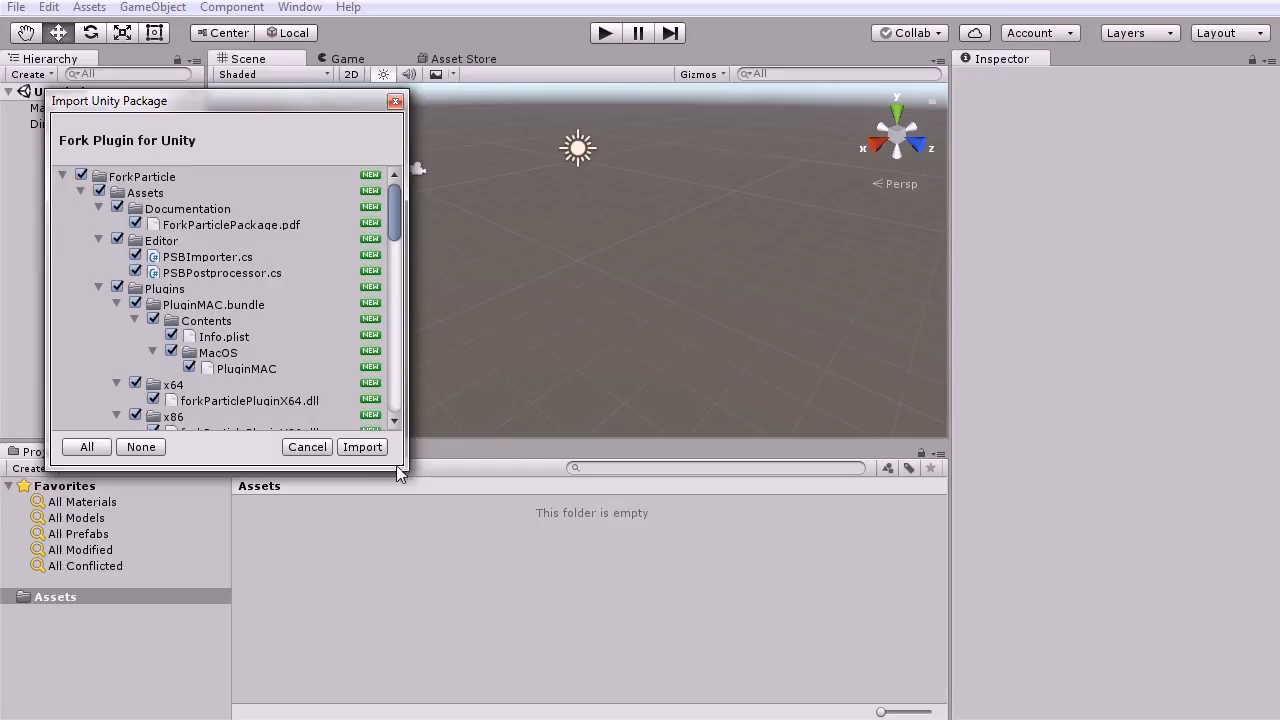 File Edit Assets GameObject Component Window Help
Center Local Collab Account Layers Layout
Hierarchy Scene Game Asset Store Inspector
Create All Shaded 2D Gizmos All
Import Unity Package
Fork Plugin for Unity
ForkParticle NEW
Assets NEW
Documentation NEW
ForkParticlePackage.pdf NEW
Editor NEW
PSBImporter.cs NEW
PSBPostprocessor.cs NEW
Plugins NEW
PluginMAC.bundle NEW
Contents NEW
Info.plist NEW
MacOS NEW
PluginMAC NEW
x64 NEW
forkParticlePluginX64.dll NEW
x86 NEW
All None Cancel Import
y
x z
Persp
Create
Favorites
All Materials
All Models
All Prefabs
All Modified
All Conflicted
Assets
Assets
This folder is empty